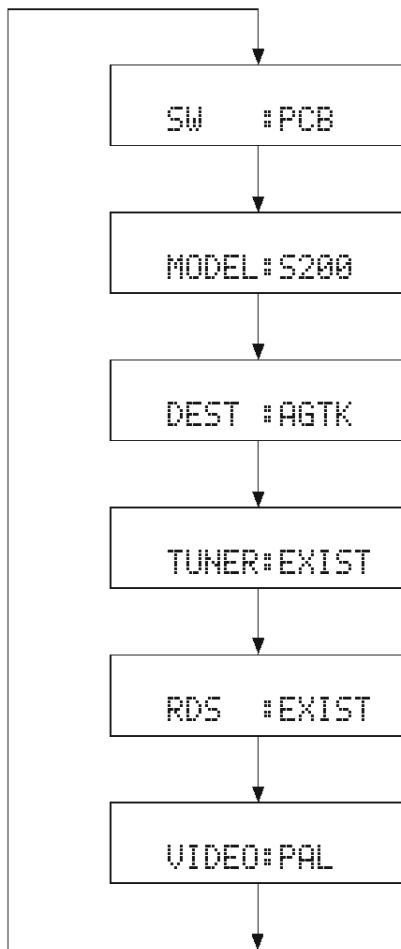 SW   :PCB
MODEL:S200
DEST :AGTK
TUNER:EXIST
RDS  :EXIST
VIDEO:PAL